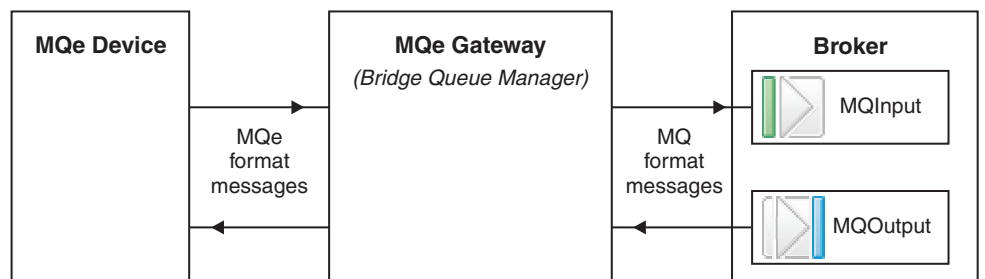 MQe Device
MQe Gateway
(Bridge Queue Manager)
Broker
MQe
format
messages
MQ
format
messages
MQInput
MQOutput